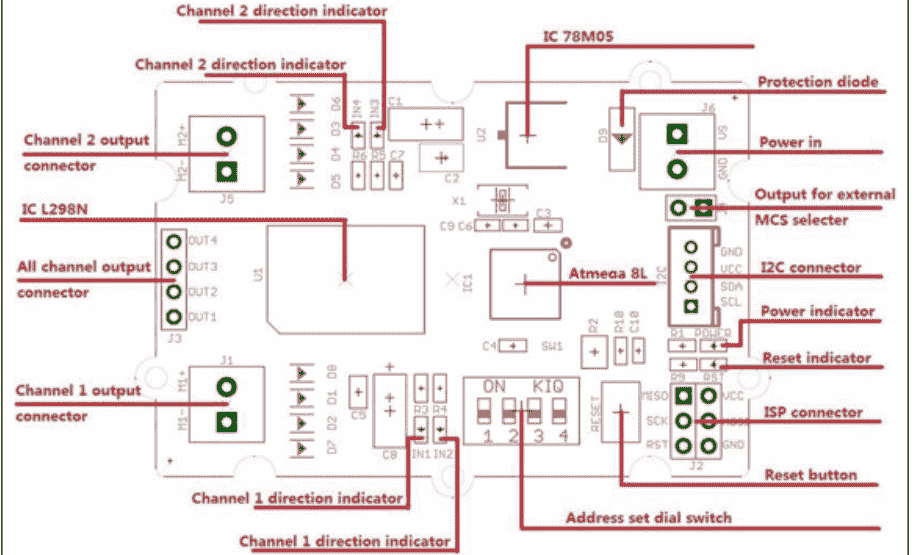 Channel 2 direction indicator
IC 78M05
Channel 2 direction indicator
Protection diode
D6
IN4
IN3
C1
J6
M2+
D3
U2
D9
VS
Channel 2 output
connector
Power in
D4
M2-
R6
R5
C7
GND
D5
C2
J5
X1
Output for external
MCS selecter
IC L298N
C9
C6
C3
OUT4
GND
All channel output
connector
OUT3
U1
IC1
Atmega 8L
I2C
VCC
I2C connector
OUT2
SDA
OUT1
SCL
Power indicator
J3
R2
R10
C10
R1
POWER
C4
SW1
J1
Reset indicator
D8
R9
RST
M1+
ON
KIQ
MISO
VCC
Channel 1 output
connector
D1
C5
R3
R4
RESET
ISP connector
M1-
D2
SCK
1
2
3
4
D7
C8
IN1
IN2
RST
GND
J2
Reset button
Channel 1 direction indicator
Address set dial switch
Channel 1 direction indicator